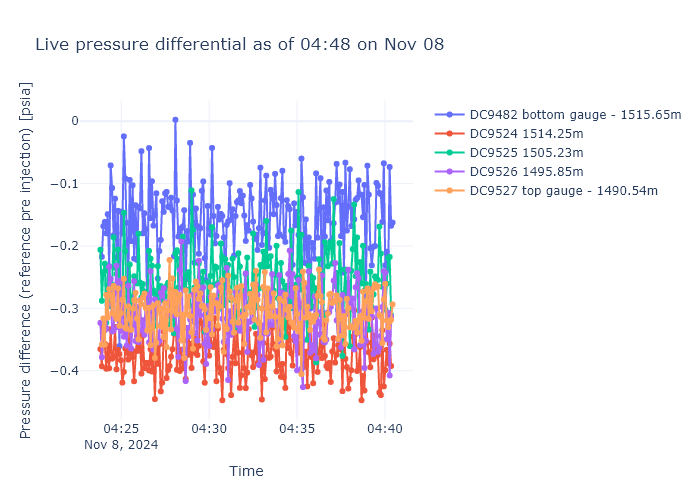 Live pressure differential as of 04:48 on Nov 08
Pressure difference (reference pre injection) [psia]
0
−0.1
−0.2
−0.3
−0.4
04:25
Nov 8, 2024
04:30
04:35
04:40
Time
DC9482 bottom gauge - 1515.65m
DC9524 1514.25m
DC9525 1505.23m
DC9526 1495.85m
DC9527 top gauge - 1490.54m